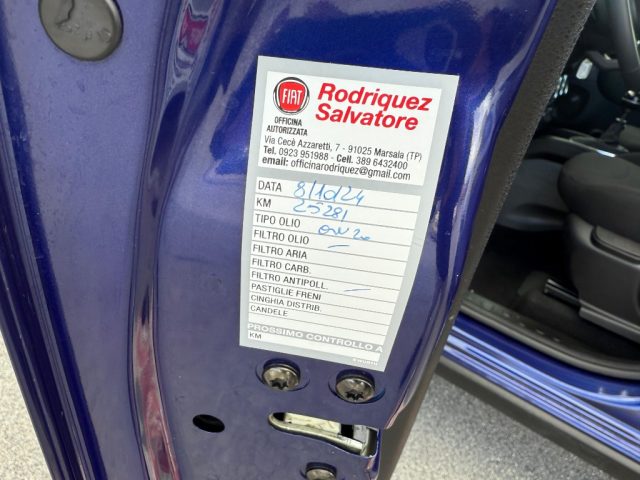 FIAT
Rodriquez
Salvatore
OFFICINA
AUTORIZZATA
Via Cecè Azzaretti, 7 - 91025 Marsala (TP)
Tel. 0923 951988 - Cell. 389 6432400
email: officinarodriquez@gmail.com
DATA 8/10/24
KM 25281
TIPO OLIO 0W20
FILTRO OLIO —
FILTRO ARIA
FILTRO CARB.
FILTRO ANTIPOLL. —
PASTIGLIE FRENI
CINGHIA DISTRIB.
CANDELE
PROSSIMO CONTROLLO A
KM